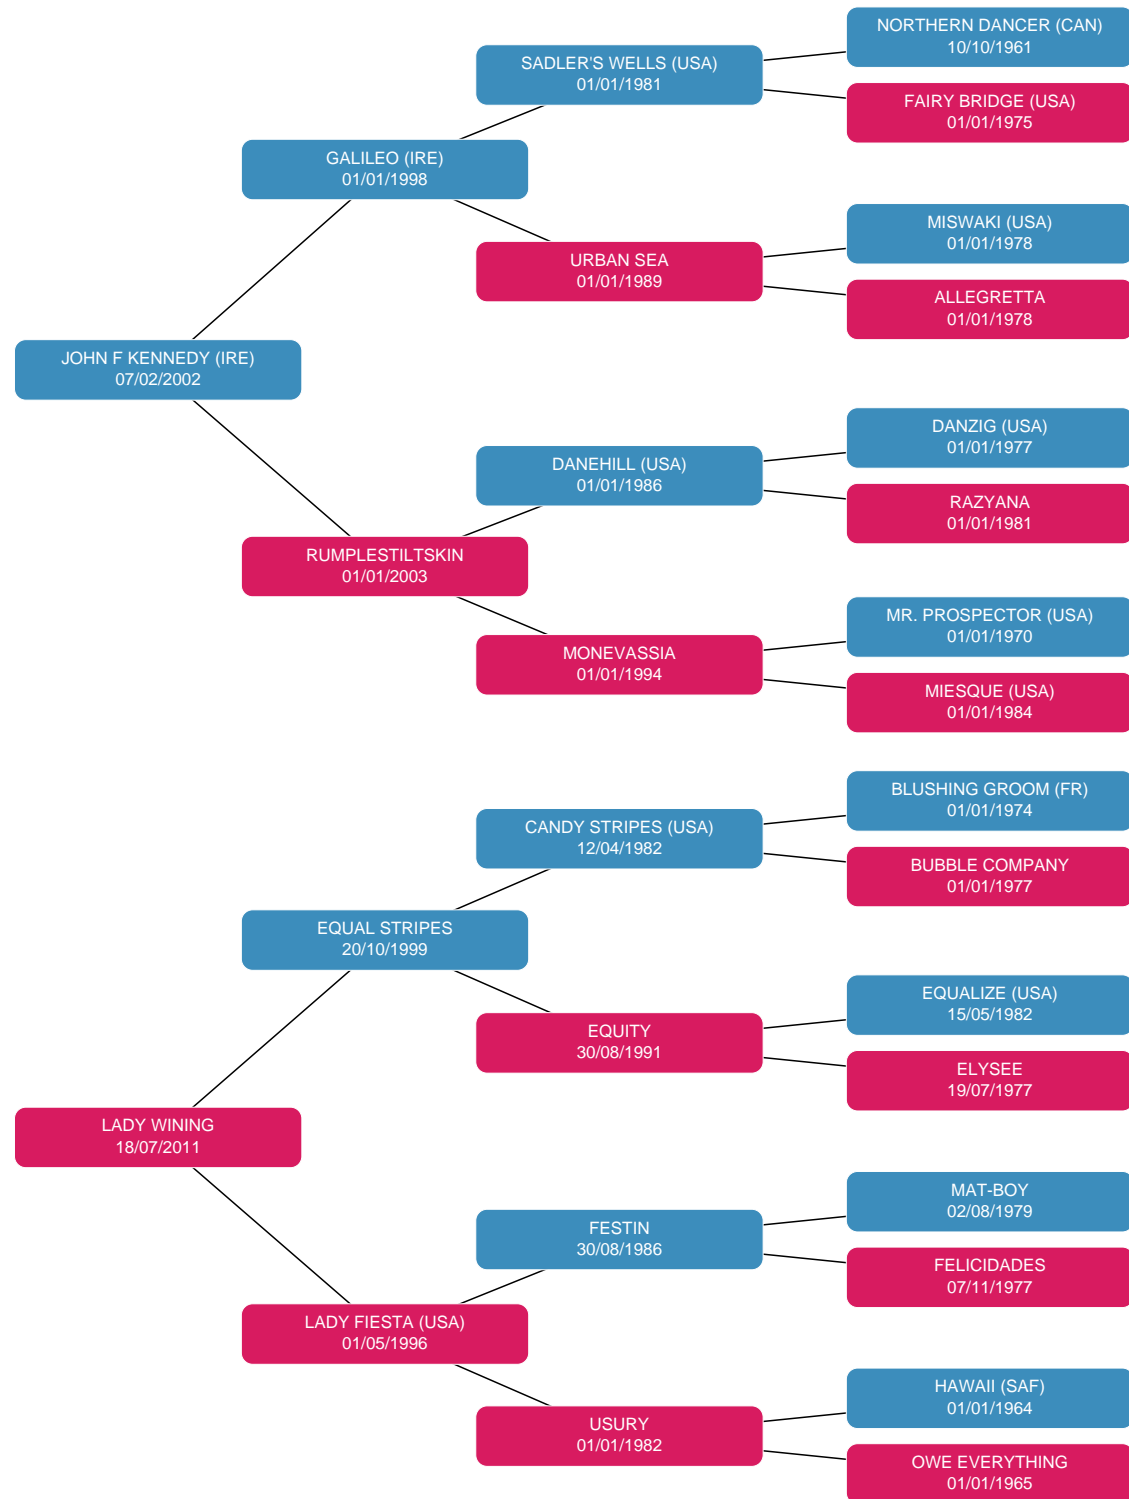 NORTHERN DANCER (CAN)
10/10/1961
SADLER'S WELLS (USA)
01/01/1981
FAIRY BRIDGE (USA)
01/01/1975
GALILEO (IRE)
01/01/1998
MISWAKI (USA)
01/01/1978
URBAN SEA
01/01/1989
ALLEGRETTA
01/01/1978
JOHN F KENNEDY (IRE)
07/02/2002
DANZIG (USA)
01/01/1977
DANEHILL (USA)
01/01/1986
RAZYANA
01/01/1981
RUMPLESTILTSKIN
01/01/2003
MR. PROSPECTOR (USA)
01/01/1970
MONEVASSIA
01/01/1994
MIESQUE (USA)
01/01/1984
BLUSHING GROOM (FR)
01/01/1974
CANDY STRIPES (USA)
12/04/1982
BUBBLE COMPANY
01/01/1977
EQUAL STRIPES
20/10/1999
EQUALIZE (USA)
15/05/1982
EQUITY
30/08/1991
ELYSEE
19/07/1977
LADY WINING
18/07/2011
MAT-BOY
02/08/1979
FESTIN
30/08/1986
FELICIDADES
07/11/1977
LADY FIESTA (USA)
01/05/1996
HAWAII (SAF)
01/01/1964
USURY
01/01/1982
OWE EVERYTHING
01/01/1965